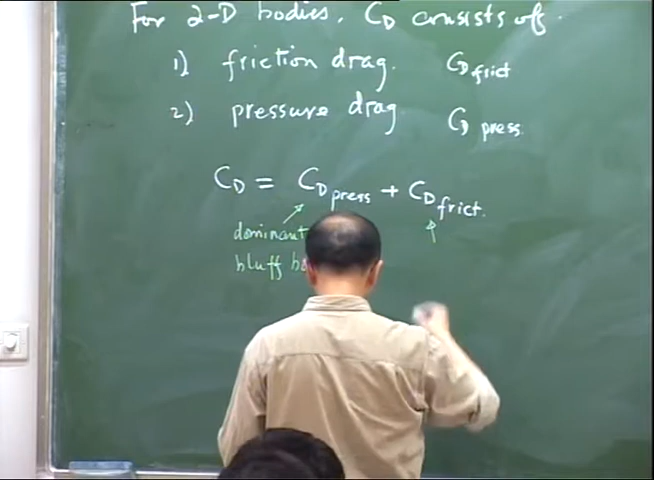 For 2-D bodies, CD consists of
1) friction drag. CD frict
2) pressure drag CD press
CD = CD press + CD frict.
dominant
bluff